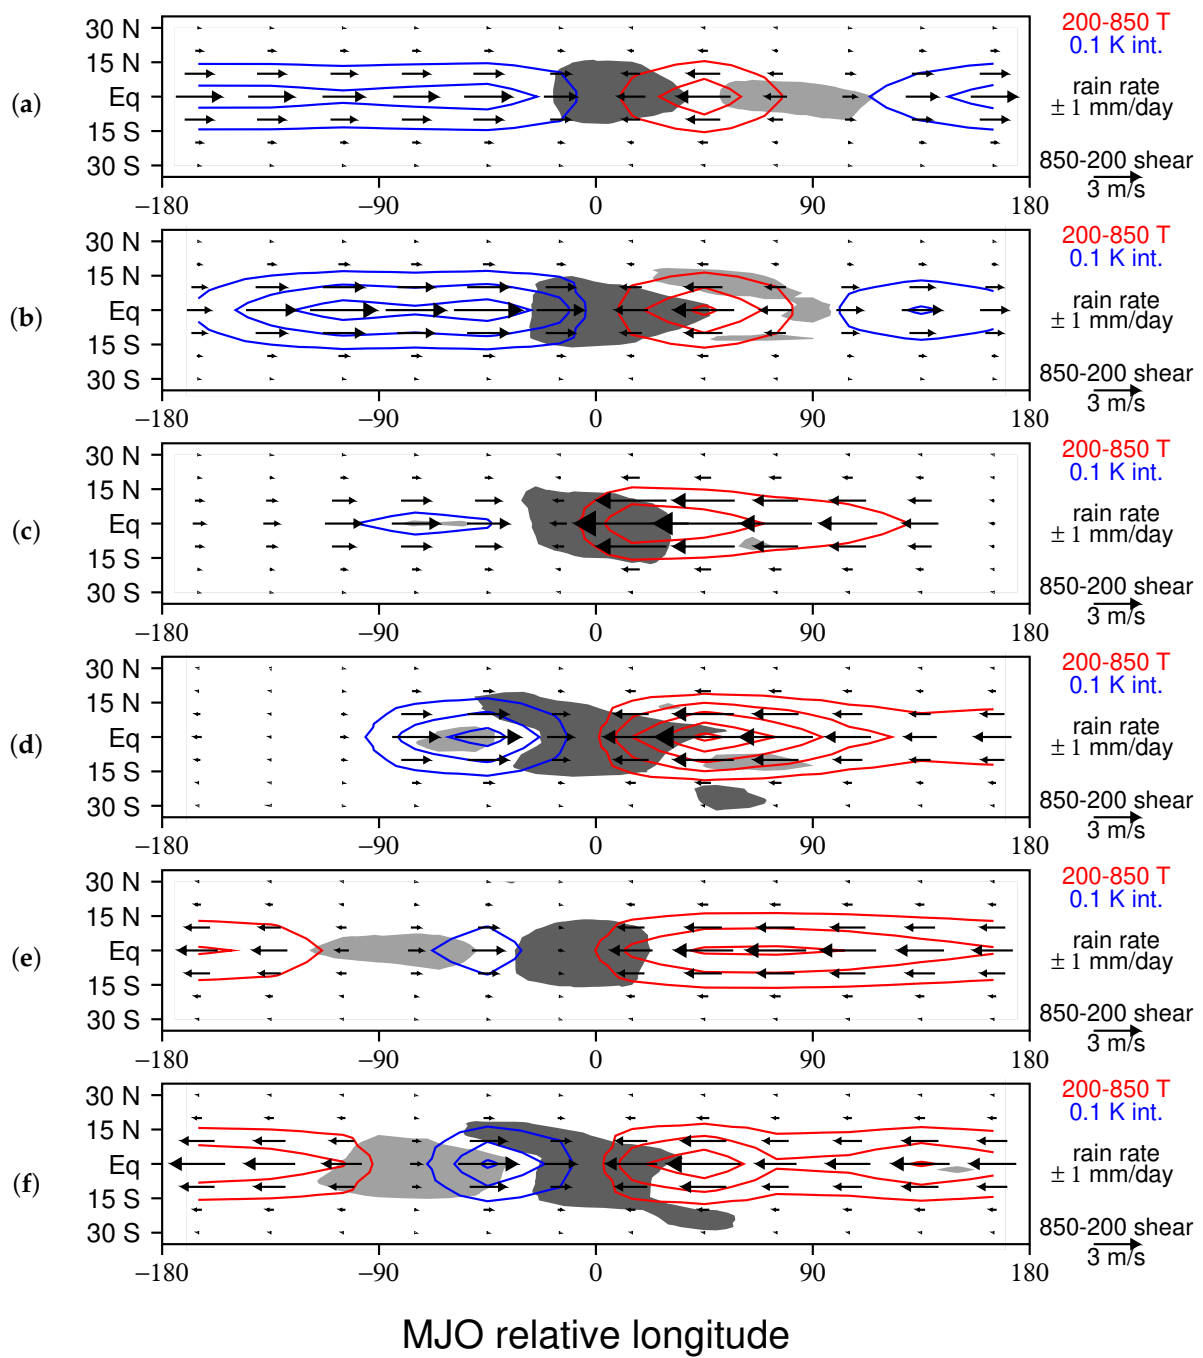 (a)
30 N
15 N
Eq
15 S
30 S
−180
−90
0
90
180
200-850 T
0.1 K int.
rain rate
± 1 mm/day
850-200 shear
3 m/s
(b)
30 N
15 N
Eq
15 S
30 S
−180
−90
0
90
180
200-850 T
0.1 K int.
rain rate
± 1 mm/day
850-200 shear
3 m/s
(c)
30 N
15 N
Eq
15 S
30 S
−180
−90
0
90
180
200-850 T
0.1 K int.
rain rate
± 1 mm/day
850-200 shear
3 m/s
(d)
30 N
15 N
Eq
15 S
30 S
−180
−90
0
90
180
200-850 T
0.1 K int.
rain rate
± 1 mm/day
850-200 shear
3 m/s
(e)
30 N
15 N
Eq
15 S
30 S
−180
−90
0
90
180
200-850 T
0.1 K int.
rain rate
± 1 mm/day
850-200 shear
3 m/s
(f)
30 N
15 N
Eq
15 S
30 S
−180
−90
0
90
180
200-850 T
0.1 K int.
rain rate
± 1 mm/day
850-200 shear
3 m/s
MJO relative longitude